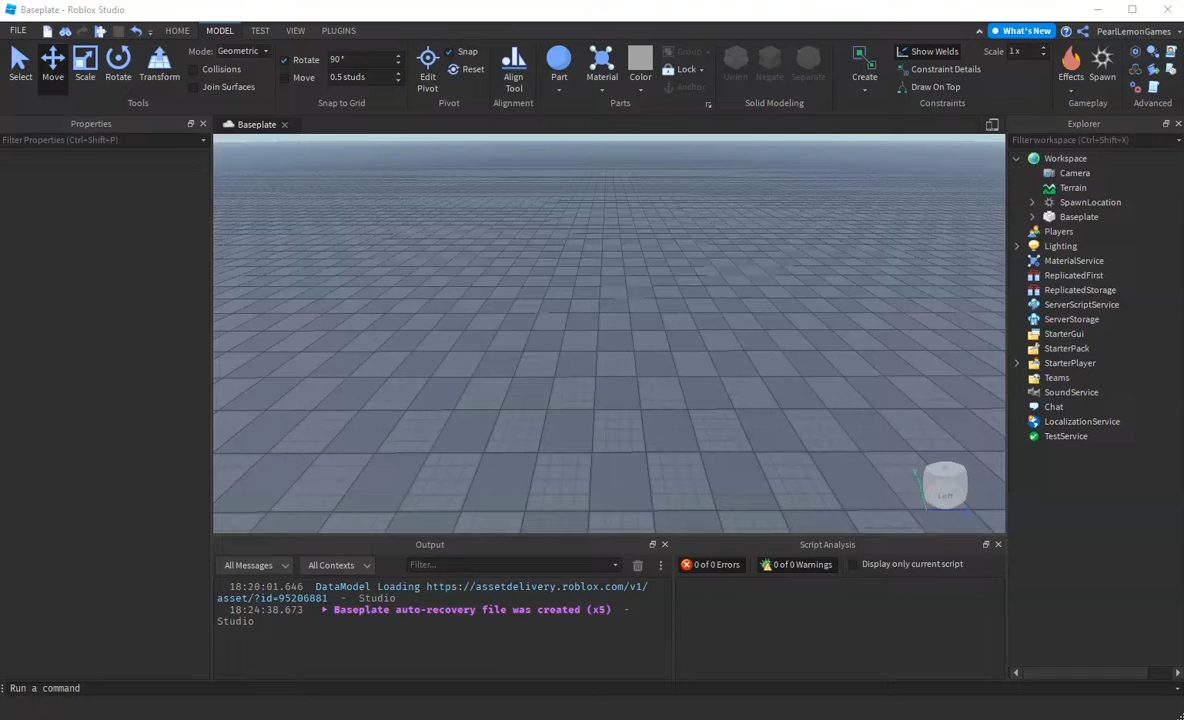 Baseplate - Roblox Studio
FILE HOME MODEL TEST VIEW PLUGINS What's New PearlLemonGames
Select Move Scale Rotate Transform
Mode: Geometric
Collisions
Join Surfaces
Tools
Rotate 90°
Move 0.5 studs
Snap to Grid
Edit Pivot
Snap
Reset
Pivot
Align Tool
Alignment
Part Material Color
Group
Lock
Anchor
Parts
Union Negate Separate
Solid Modeling
Create
Show Welds
Constraint Details
Draw On Top
Scale 1 x
Constraints
Effects Spawn
Gameplay
Advanced
Properties
Filter Properties (Ctrl+Shift+P)
Baseplate
Y
Left
Explorer
Filter workspace (Ctrl+Shift+X)
Workspace
Camera
Terrain
SpawnLocation
Baseplate
Players
Lighting
MaterialService
ReplicatedFirst
ReplicatedStorage
ServerScriptService
ServerStorage
StarterGui
StarterPack
StarterPlayer
Teams
SoundService
Chat
LocalizationService
TestService
Output
All Messages All Contexts Filter...
18:20:01.646 DataModel Loading https://assetdelivery.roblox.com/v1/
asset/?id=95206881 - Studio
18:24:38.673 Baseplate auto-recovery file was created (x5) -
Studio
Script Analysis
0 of 0 Errors 0 of 0 Warnings Display only current script
Run a command